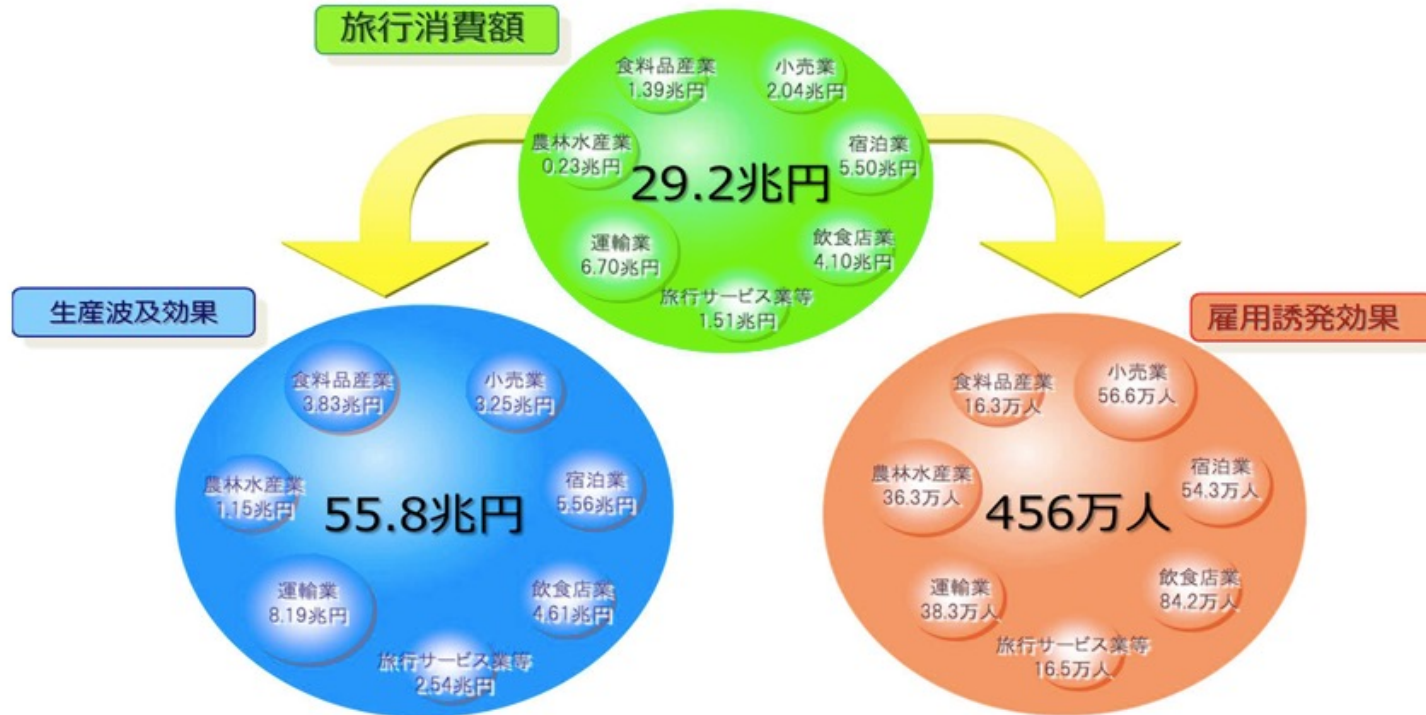 旅行消費額
食料品産業
1.39兆円
小売業
2.04兆円
農林水産業
0.23兆円
宿泊業
5.50兆円
29.2兆円
運輸業
6.70兆円
飲食店業
4.10兆円
旅行サービス業等
1.51兆円
生産波及効果
食料品産業
3.83兆円
小売業
3.25兆円
農林水産業
1.15兆円
宿泊業
5.56兆円
55.8兆円
運輸業
8.19兆円
飲食店業
4.61兆円
旅行サービス業等
2.54兆円
雇用誘発効果
食料品産業
16.3万人
小売業
56.6万人
農林水産業
36.3万人
宿泊業
54.3万人
456万人
運輸業
38.3万人
飲食店業
84.2万人
旅行サービス業等
16.5万人